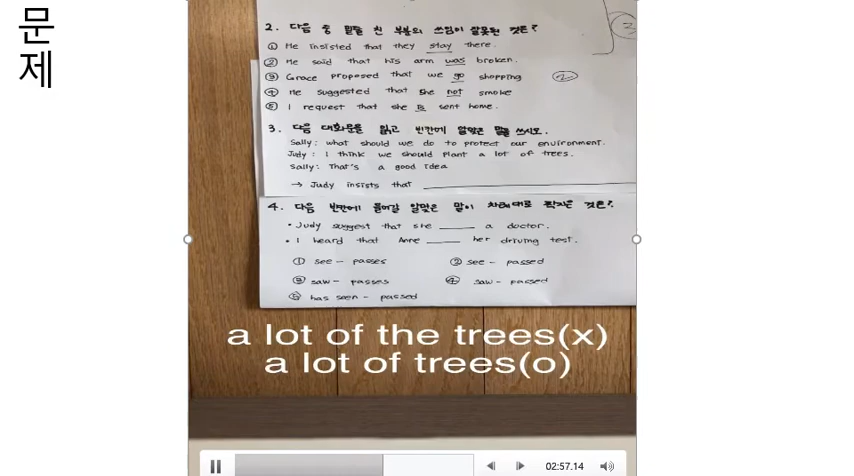 문제
2. 다음 중 밑줄 친 부분의 쓰임이 잘못된 것은?
① He insisted that they stay there.
② He said that his arm was broken.
③ Grace proposed that we go shopping
④ He suggested that she not smoke
⑤ I request that she is sent home.
3. 다음 대화문을 읽고 빈칸에 알맞은 말을 쓰시오.
Sally: what should we do to protect our environment.
Judy: I think we should plant a lot of trees.
Sally: That's a good idea
→ Judy insists that
4. 다음 빈칸에 들어갈 알맞은 말이 차례대로 짝지은 것은?
• Judy suggest that she ____ a doctor.
• I heard that Anne ____ her driving test.
① see - passes ② see - passed
③ saw - passes ④ saw - passed
⑤ has seen - passed
a lot of the trees(x)
a lot of trees(o)
02:57.14